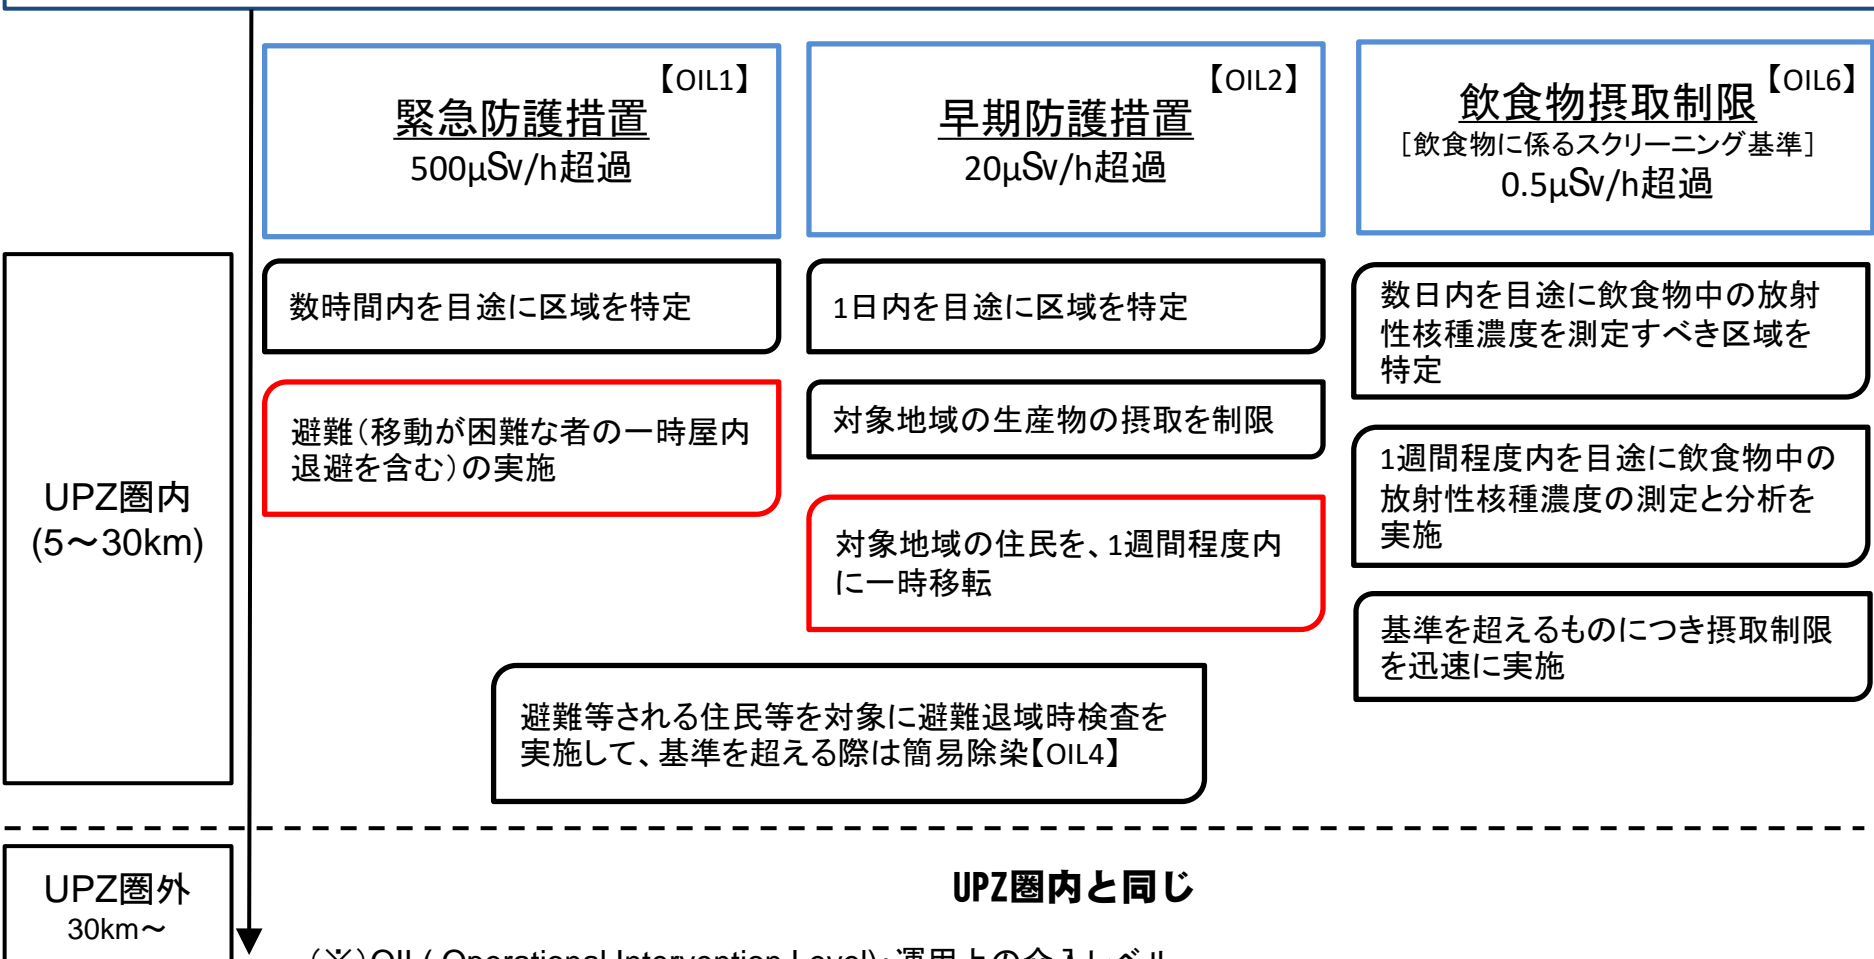 【OIL1】
緊急防護措置
500μSv/h超過
【OIL2】
早期防護措置
20μSv/h超過
【OIL6】
飲食物摂取制限
［飲食物に係るスクリーニング基準］
0.5μSv/h超過
UPZ圏内
(5～30km)
数時間内を目途に区域を特定
避難（移動が困難な者の一時屋内
退避を含む）の実施
1日内を目途に区域を特定
対象地域の生産物の摂取を制限
対象地域の住民を、1週間程度内
に一時移転
数日内を目途に飲食物中の放射
性核種濃度を測定すべき区域を
特定
1週間程度内を目途に飲食物中の
放射性核種濃度の測定と分析を
実施
基準を超えるものにつき摂取制限
を迅速に実施
避難等される住民等を対象に避難退域時検査を
実施して、基準を超える際は簡易除染【OIL4】
UPZ圏外
30km～
UPZ圏内と同じ
（※）OIL( Operational Intervention Level):運用上の介入レベル